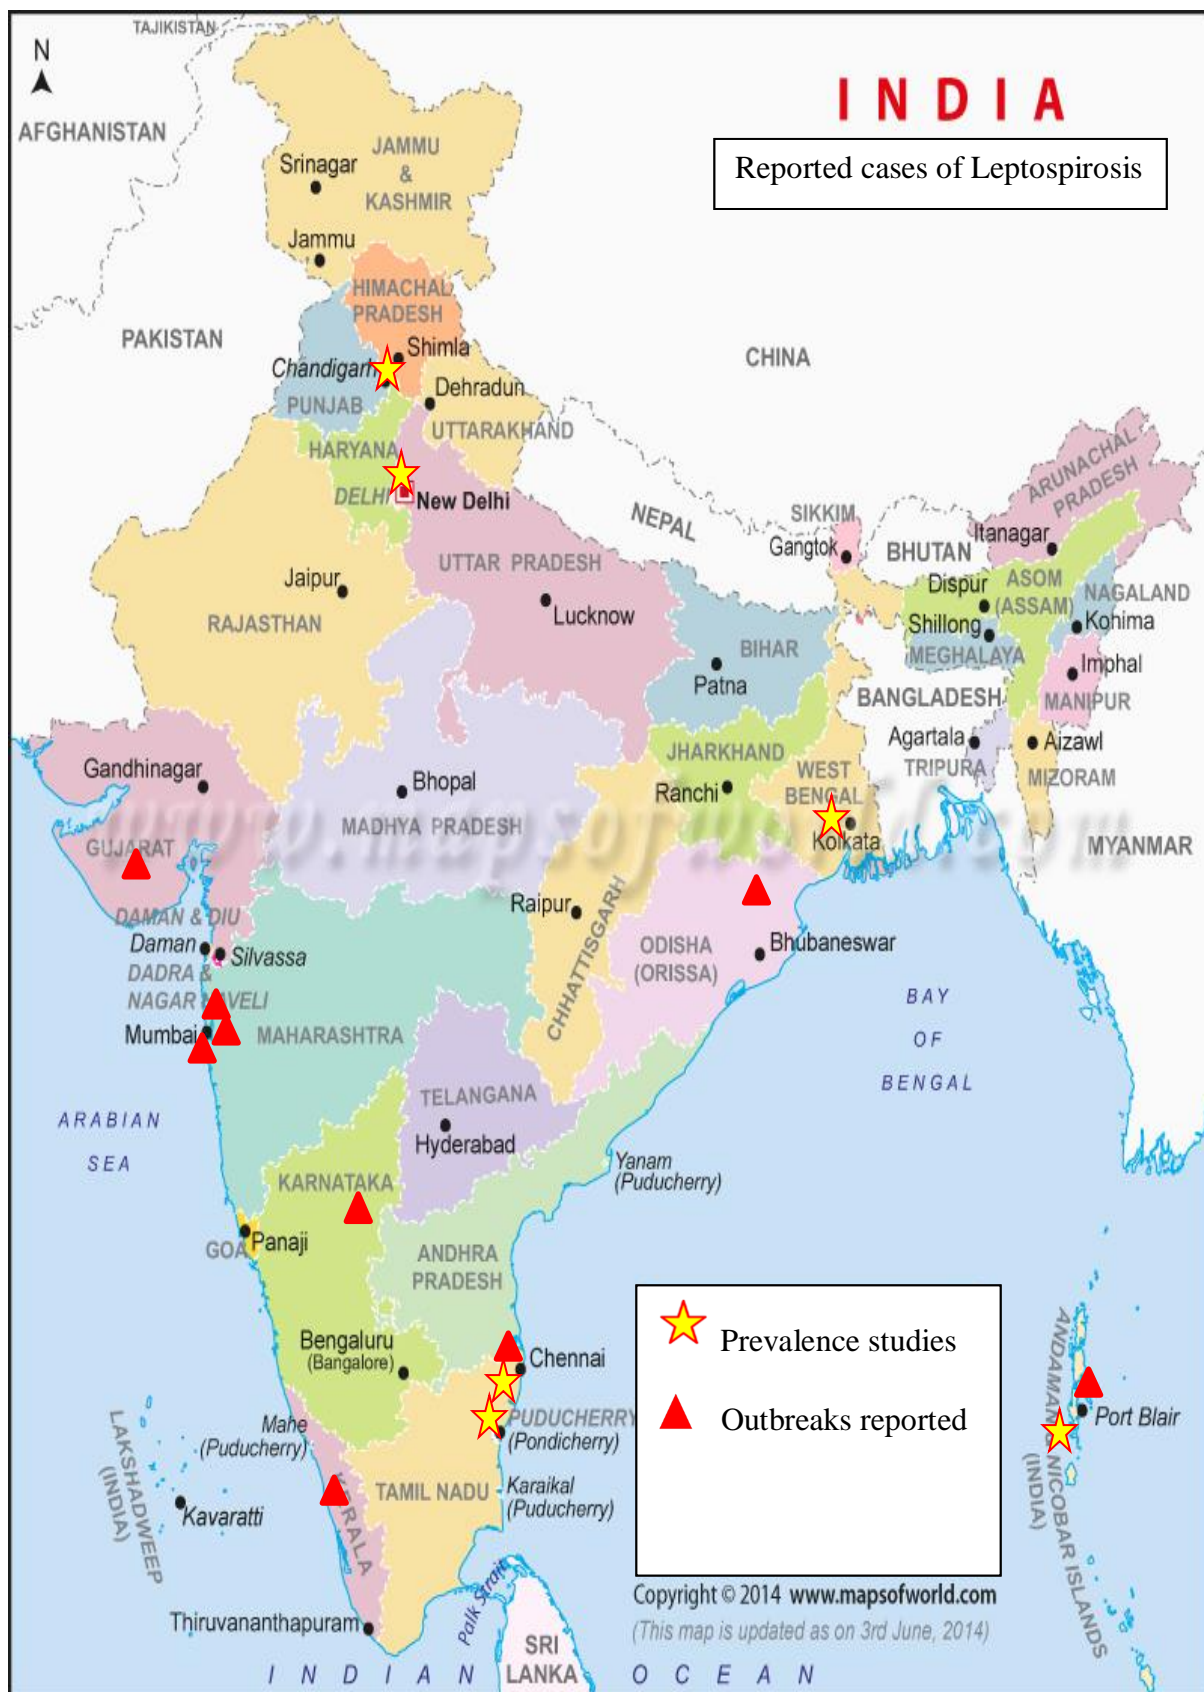 TAJIKISTAN
N
INDIA
AFGHANISTAN
JAMMU
&
KASHMIR
Reported cases of Leptospirosis
Srinagar
Jammu
HIMACHAL
PRADESH
PAKISTAN
Shimla
CHINA
Chandigarh
Dehradun
PUNJAB
UTTARAKHAND
HARYANA
ARUNACHAL
PRADESH
DELHI
New Delhi
NEPAL
SIKKIM
Itanagar
Gangtok
BHUTAN
UTTAR PRADESH
Jaipur
Dispur
ASOM
(ASSAM)
NAGALAND
Lucknow
RAJASTHAN
Shillong
Kohima
BIHAR
MEGHALAYA
Imphal
Patna
BANGLADESH
MANIPUR
Agartala
Aizawl
JHARKHAND
TRIPURA
Gandhinagar
Bhopal
WEST
BENGAL
MIZORAM
Ranchi
www.mapsofworld.com
MADHYA PRADESH
Kolkata
GUJARAT
MYANMAR
Raipur
DAMAN & DIU
Daman
Silvassa
ODISHA
(ORISSA)
Bhubaneswar
DADRA &
NAGAR HAVELI
CHHATTISGARH
BAY
OF
BENGAL
Mumbai
MAHARASHTRA
TELANGANA
Hyderabad
ARABIAN
SEA
Yanam
(Puducherry)
KARNATAKA
GOA
Panaji
ANDHRA
PRADESH
Bengaluru
(Bangalore)
Chennai
Prevalence studies
Outbreaks reported
ANDAMAN & NICOBAR ISLANDS
(INDIA)
Port Blair
Mahe
(Puducherry)
PUDUCHERRY
(Pondicherry)
LAKSHADWEEP
(INDIA)
Kavaratti
KERALA
TAMIL NADU
Karaikal
(Puducherry)
Thiruvananthapuram
Palk Strait
SRI
LANKA
Copyright © 2014 www.mapsofworld.com
(This map is updated as on 3rd June, 2014)
INDIAN OCEAN